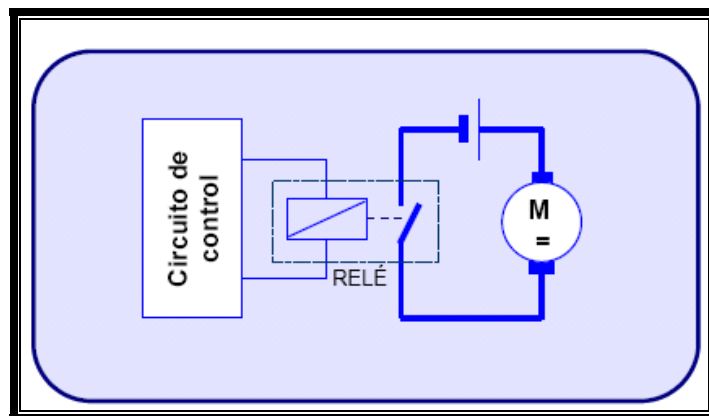 Circuito de
control
RELÉ
M
=